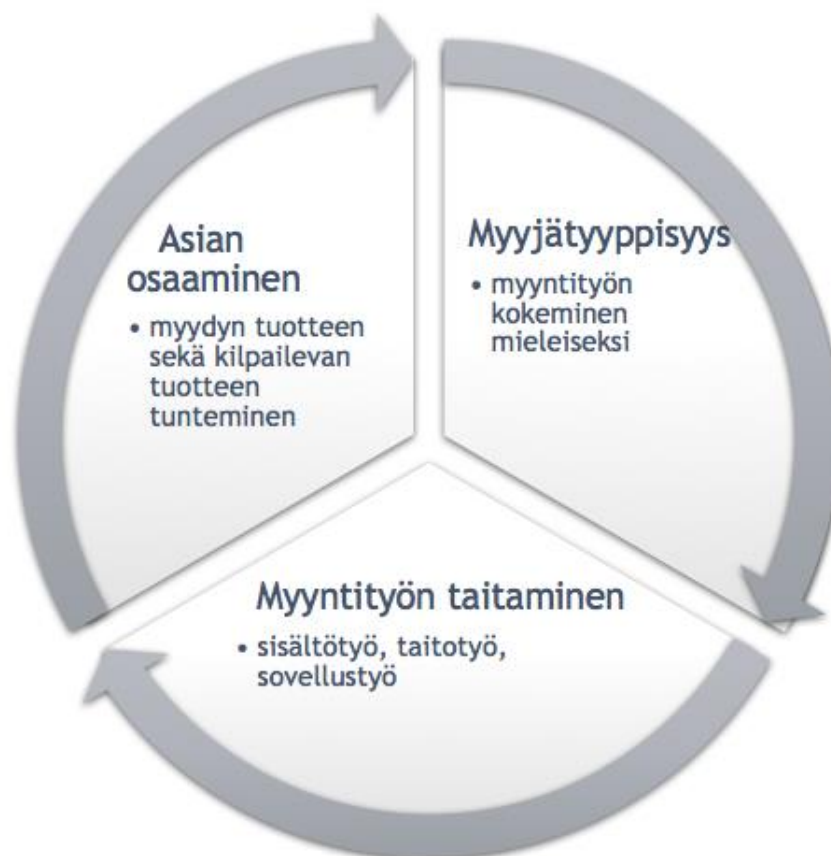 Asian
osaaminen
• myydyn tuotteen
sekä kilpailevan
tuotteen
tunteminen
Myyjätyyppisyys
• myyntityön
kokeminen
mieleiseksi
Myyntityön taitaminen
• sisältötyö, taitotyö,
sovellustyö